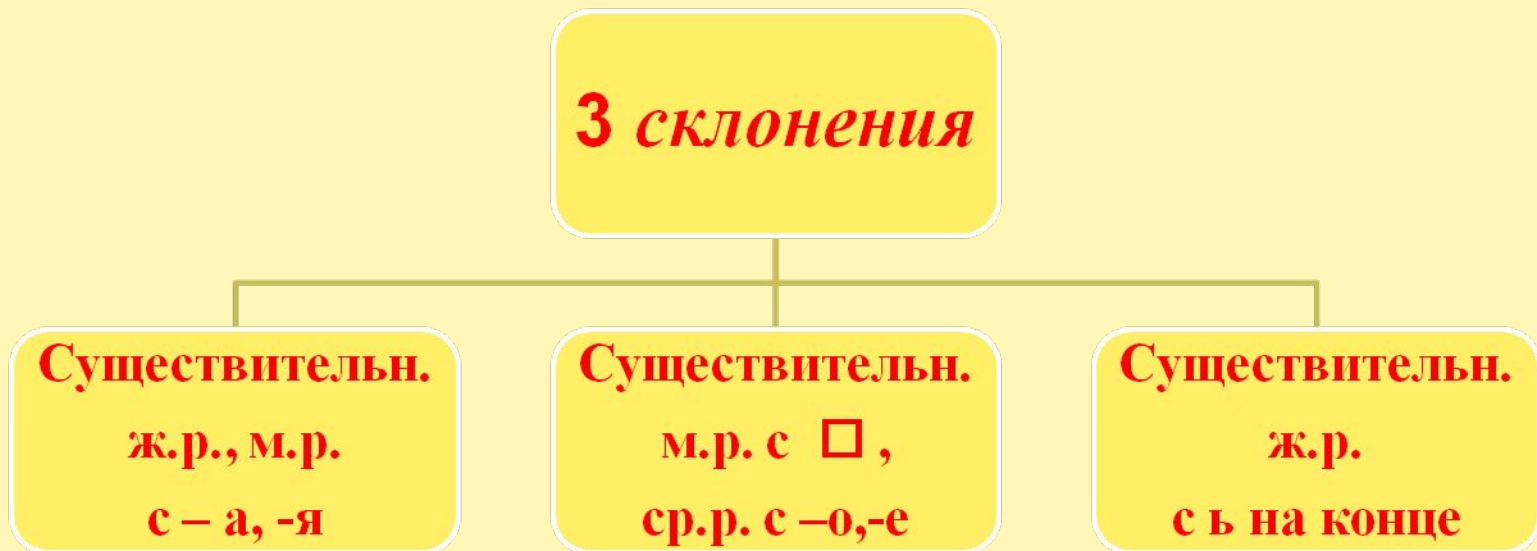 3 склонения
Существительн.
ж.р., м.р.
с – а, -я
Существительн.
м.р. с □ ,
ср.р. с –о,-е
Существительн.
ж.р.
с ь на конце